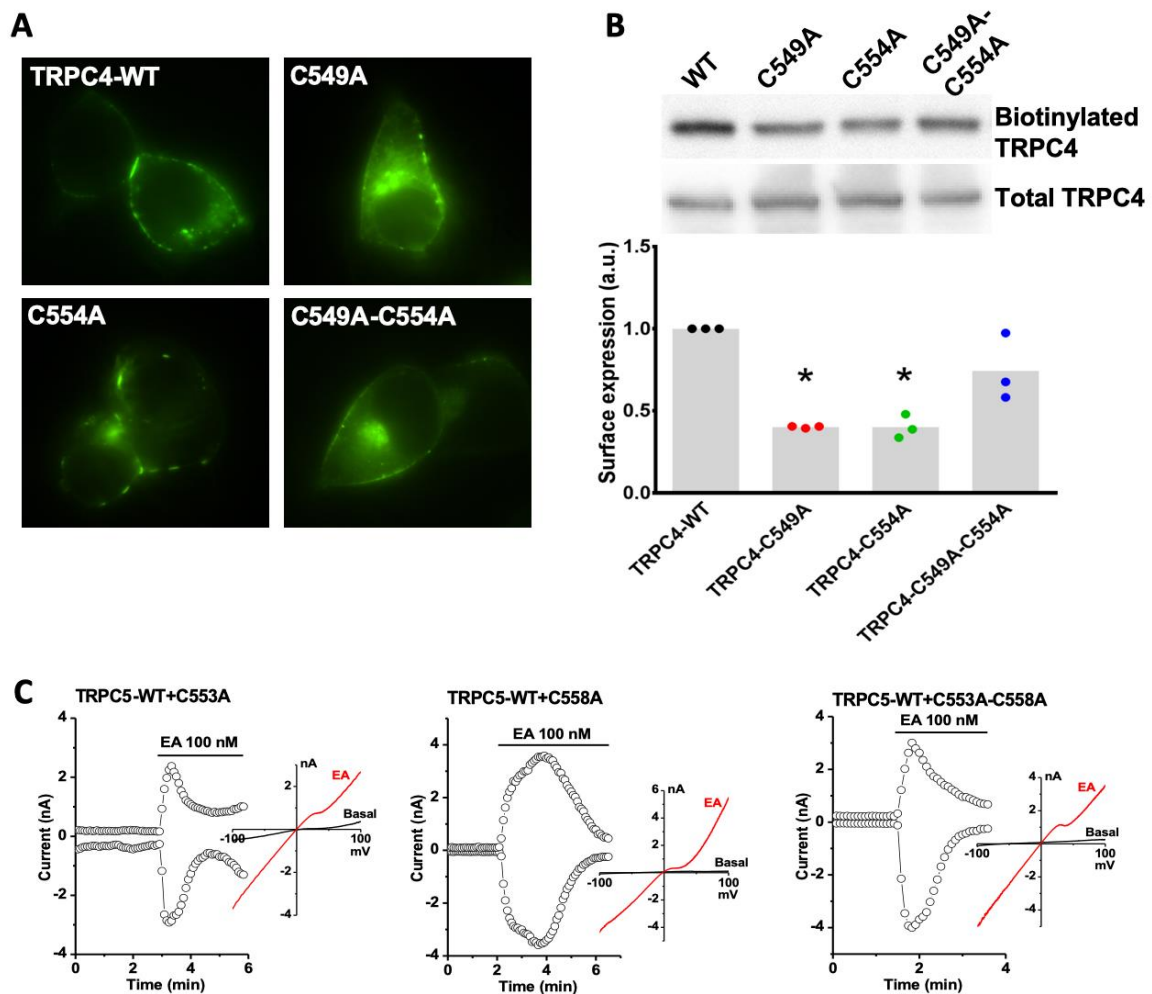 A
TRPC4-WT
C549A
C554A
C549A-C554A
B
WT
C549A
C554A
C549A-
C554A
Biotinylated
TRPC4
Total TRPC4
Surface expression (a.u.)
1.5
1.0
0.5
0.0
*
*
TRPC4-WT
TRPC4-C549A
TRPC4-C554A
TRPC4-C549A-C554A
C
TRPC5-WT+C553A
EA 100 nM
Current (nA)
4
2
0
-2
-4
0
2
4
6
Time (min)
nA
EA
Basal
2
-100
100
mV
-2
-4
TRPC5-WT+C558A
EA 100 nM
Current (nA)
4
2
0
-2
-4
0
2
4
6
Time (min)
nA
6
EA
4
2
Basal
-100
100
mV
-2
-4
TRPC5-WT+C553A-C558A
EA 100 nM
Current (nA)
4
2
0
-2
-4
0
2
4
Time (min)
nA
4
EA
2
Basal
-100
100
mV
-2
-4